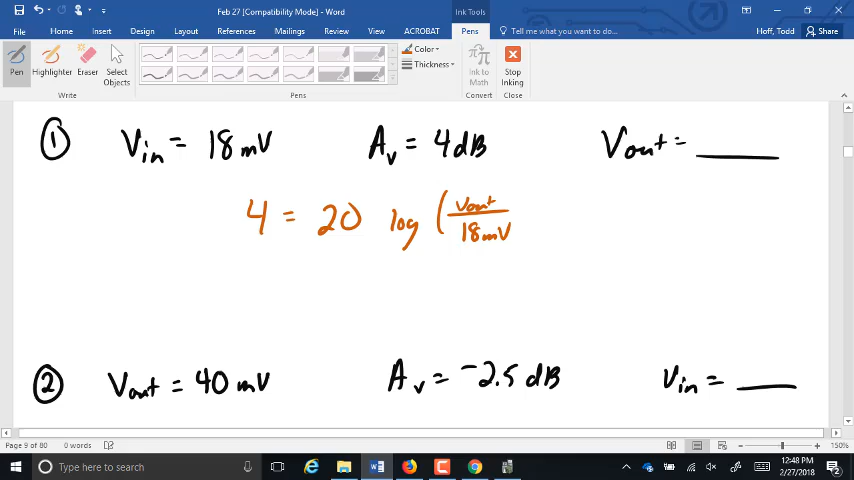 Feb 27 [Compatibility Mode] - Word
Ink Tools
Hoff, Todd
File Home Insert Design Layout References Mailings Review View ACROBAT Pens Tell me what you want to do... Share
Pen Highlighter Eraser Select Objects
Color
Thickness
Ink to Math
Stop Inking
Write Pens Convert Close
① Vin = 18 mV Av = 4 dB Vout = ____
4 = 20 log (vout/18mV
② Vout = 40 mV Av = -2.5 dB Vin = ____
Page 9 of 80 0 words 150%
Type here to search
12:48 PM
2/27/2018
2